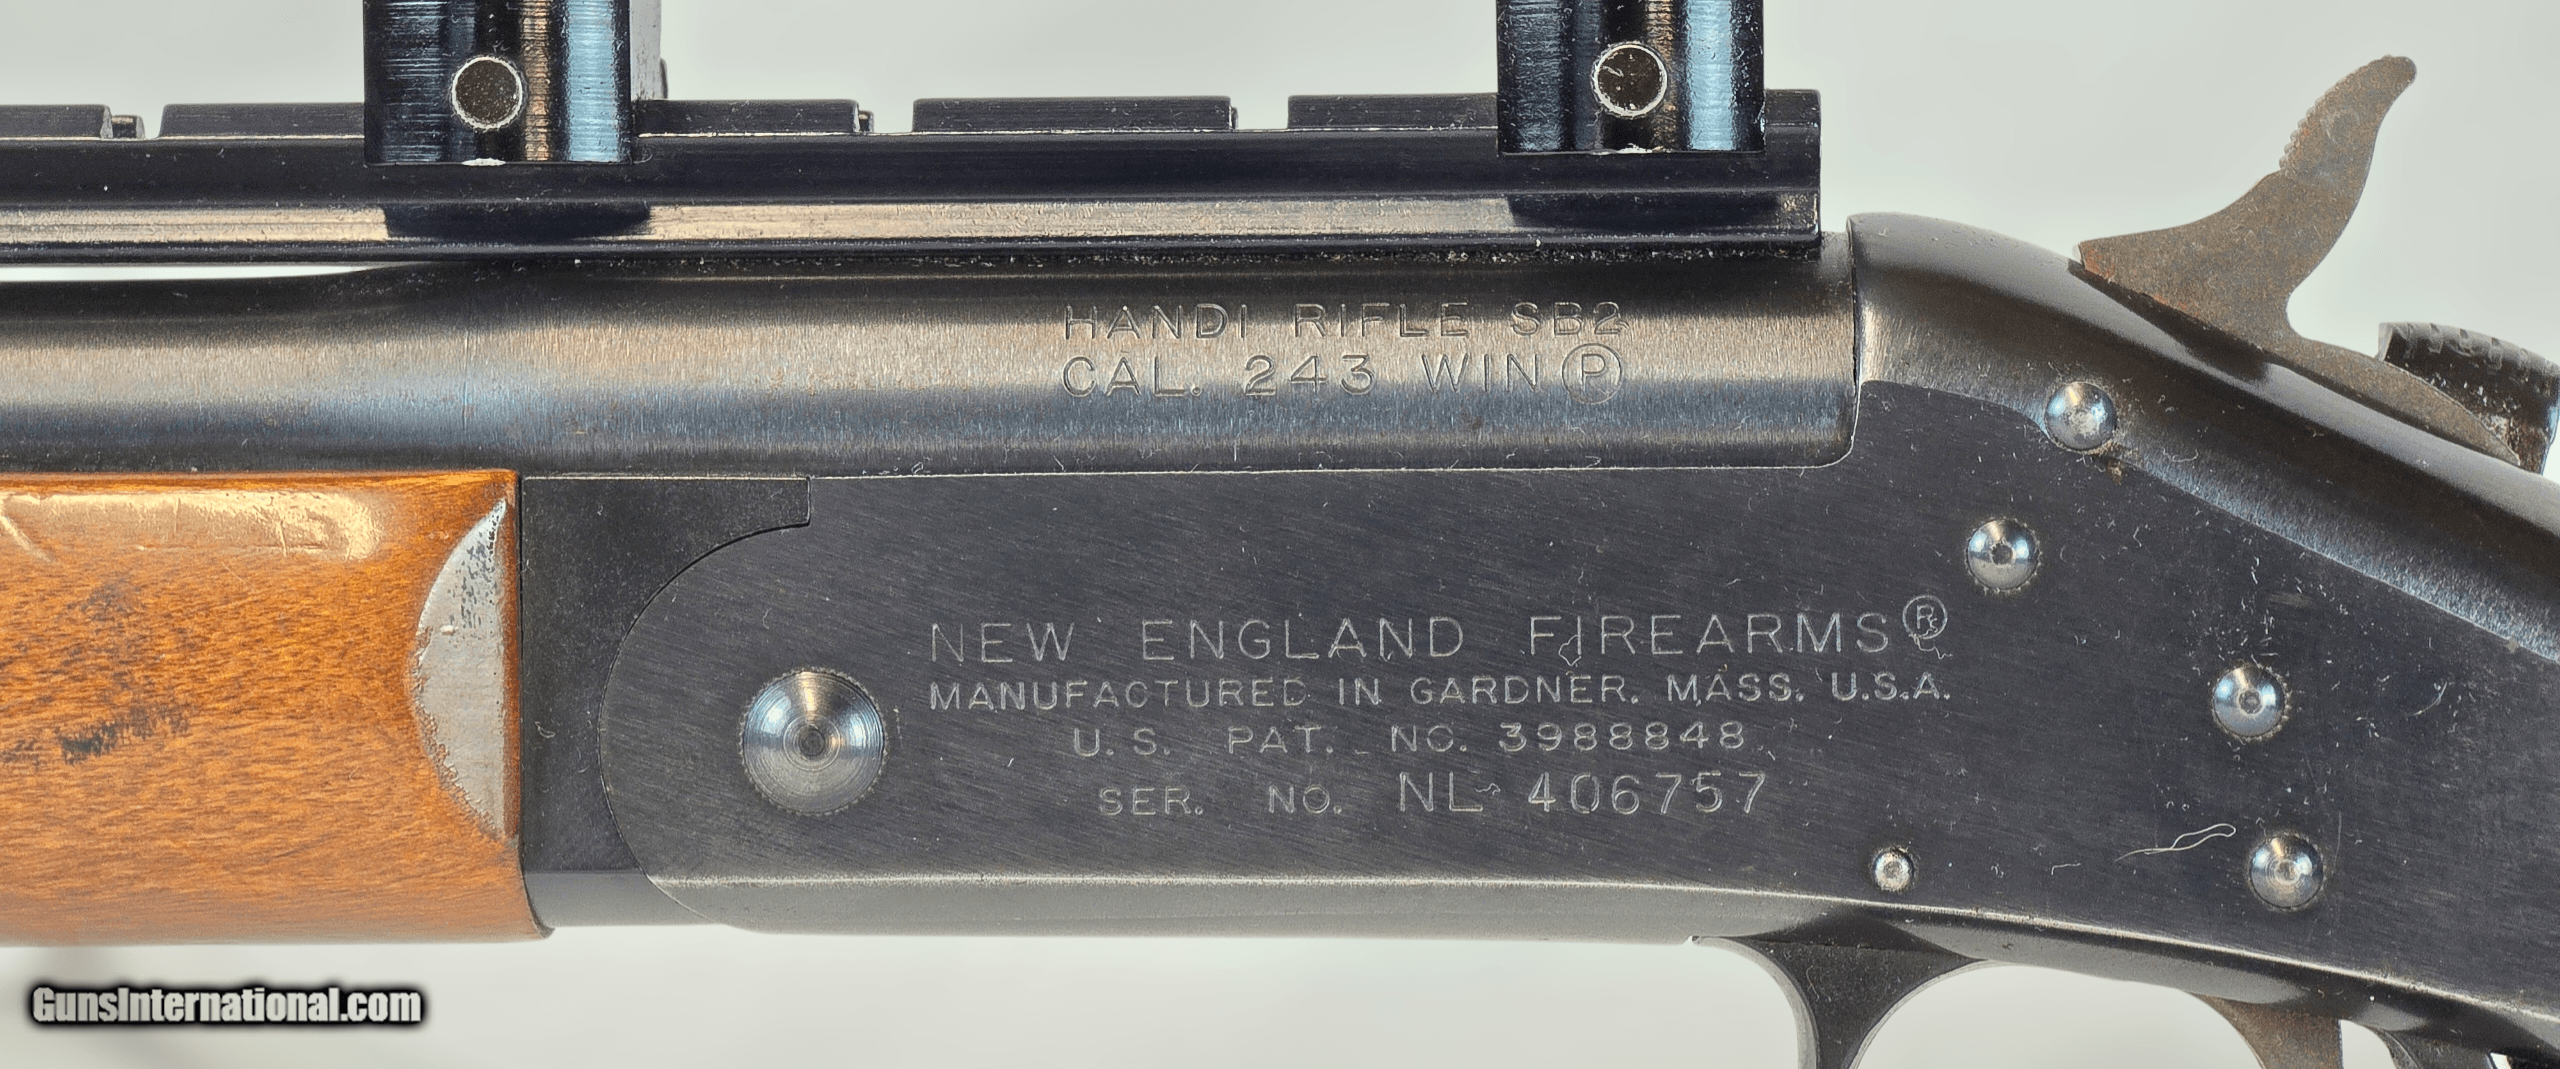 HANDI RIFLE SB2
CAL. 243 WIN Ⓟ
NEW ENGLAND FIREARMS®
MANUFACTURED IN GARDNER, MASS. U.S.A.
U.S. PAT. NO. 3988848
SER. NO. NL 406757
GunsInternational.com